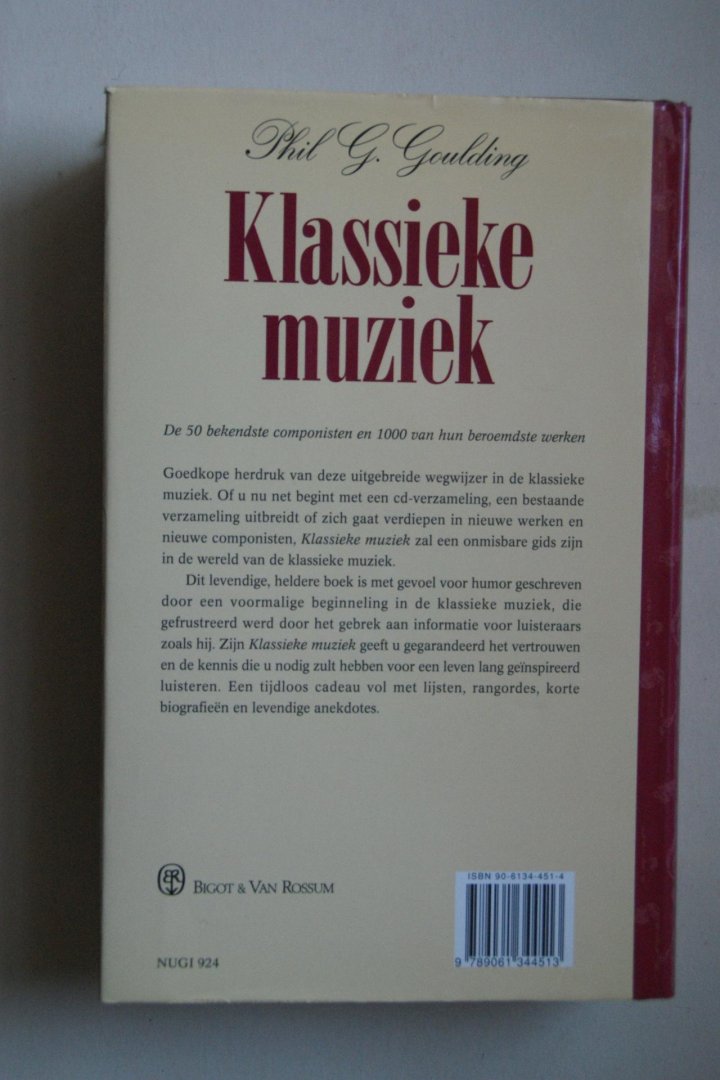 Phil G. Goulding
Klassieke
muziek
De 50 bekendste componisten en 1000 van hun beroemdste werken
Goedkope herdruk van deze uitgebreide wegwijzer in de klassieke
muziek. Of u nu net begint met een cd-verzameling, een bestaande
verzameling uitbreidt of zich gaat verdiepen in nieuwe werken en
nieuwe componisten, Klassieke muziek zal een onmisbare gids zijn
in de wereld van de klassieke muziek.
Dit levendige, heldere boek is met gevoel voor humor geschreven
door een voormalige beginneling in de klassieke muziek, die
gefrustreerd werd door het gebrek aan informatie voor luisteraars
zoals hij. Zijn Klassieke muziek geeft u gegarandeerd het vertrouwen
en de kennis die u nodig zult hebben voor een leven lang geïnspireerd
luisteren. Een tijdloos cadeau vol met lijsten, rangordes, korte
biografieën en levendige anekdotes.
BR BIGOT & VAN ROSSUM
ISBN 90-6134-451-4
9 789061 344513
NUGI 924